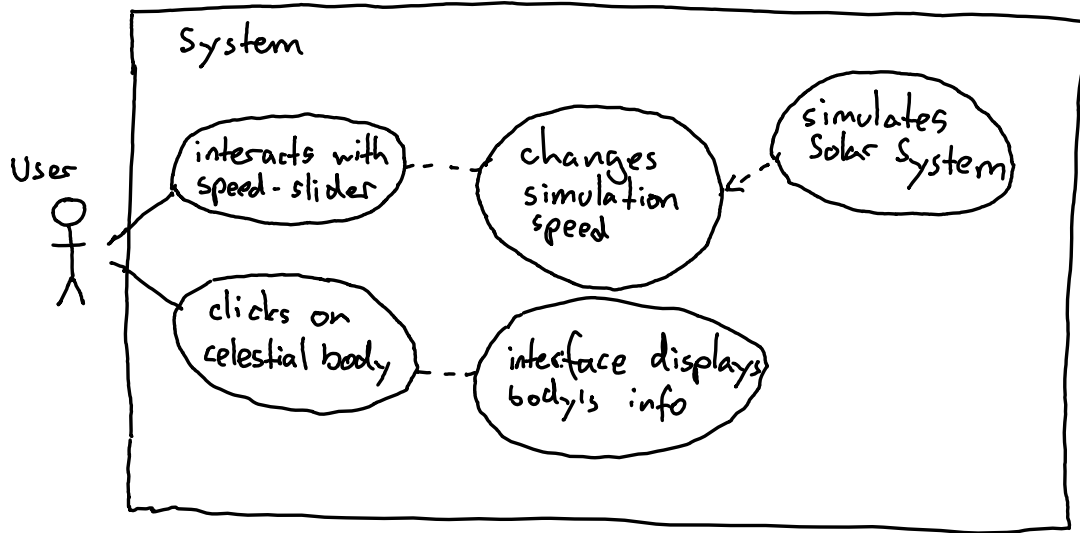 System
User
interacts with
speed-slider
changes
simulation
speed
simulates
Solar System
clicks on
celestial body
interface displays
body's info